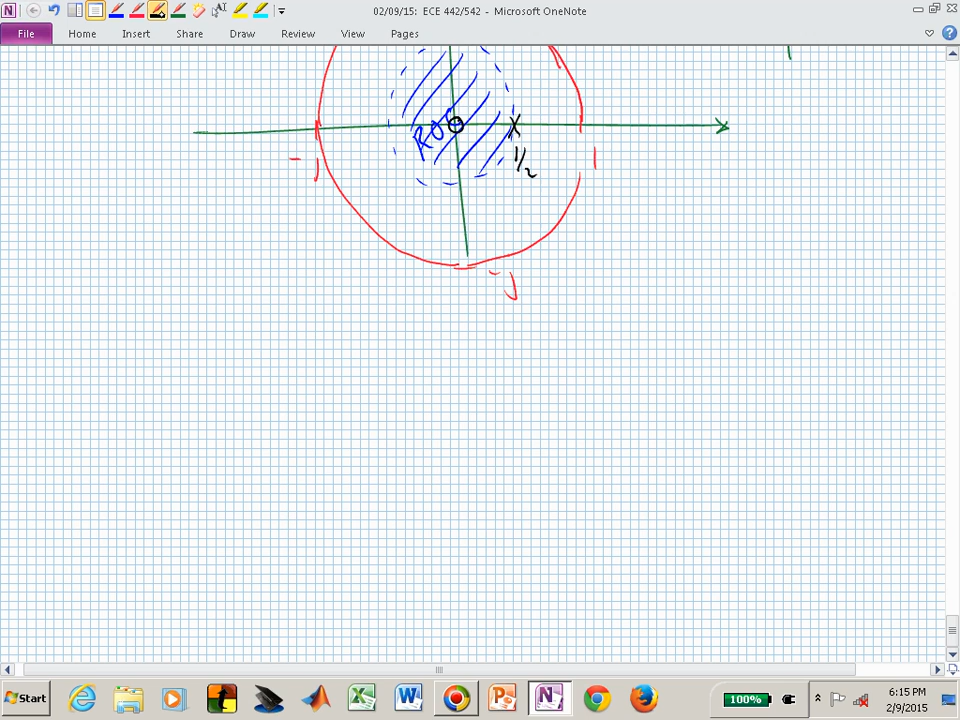 02/09/15: ECE 442/542 - Microsoft OneNote
File Home Insert Share Draw Review View Pages
ROC
1/2
-1
1
-j
Start
100%
6:15 PM
2/9/2015